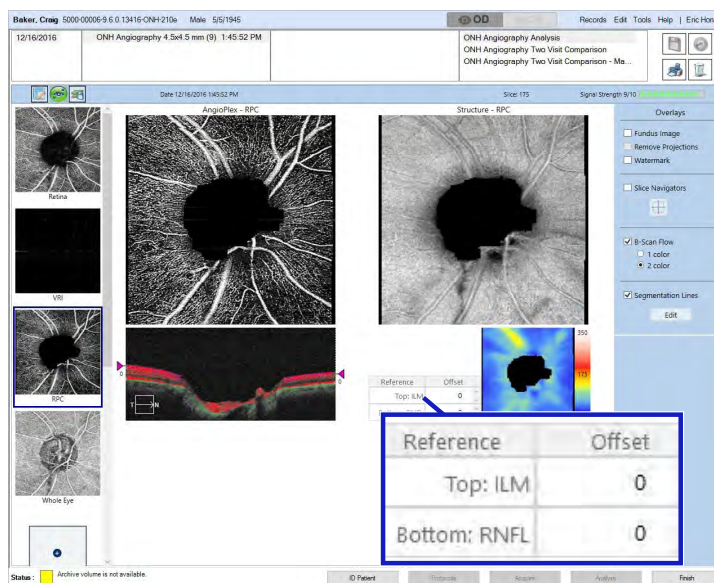 Baker, Craig 5000-00006-9.6.0.13416-ONH-210e Male 5/5/1945
OD
Records Edit Tools Help | Eric Hon
12/16/2016
ONH Angiography 4.5x4.5 mm (9) 1:45:52 PM
ONH Angiography Analysis
ONH Angiography Two Visit Comparison
ONH Angiography Two Visit Comparison - Ma...
Date 12/16/2016 1:45:52 PM
Slice: 175
Signal Strength 9/10
AngioPlex - RPC
Structure - RPC
Overlays
Fundus Image
Remove Projections
Watermark
Slice Navigators
B-Scan Flow
1 color
2 color
Segmentation Lines
Edit
Retina
VRI
RPC
Whole Eye
0
0
T
N
350
173
Reference Offset
Top: ILM 0
Reference Offset
Top: ILM 0
Bottom: RNFL 0
Status :
Archive volume is not available.
ID Patient
Protocols
Acquire
Analysis
Finish